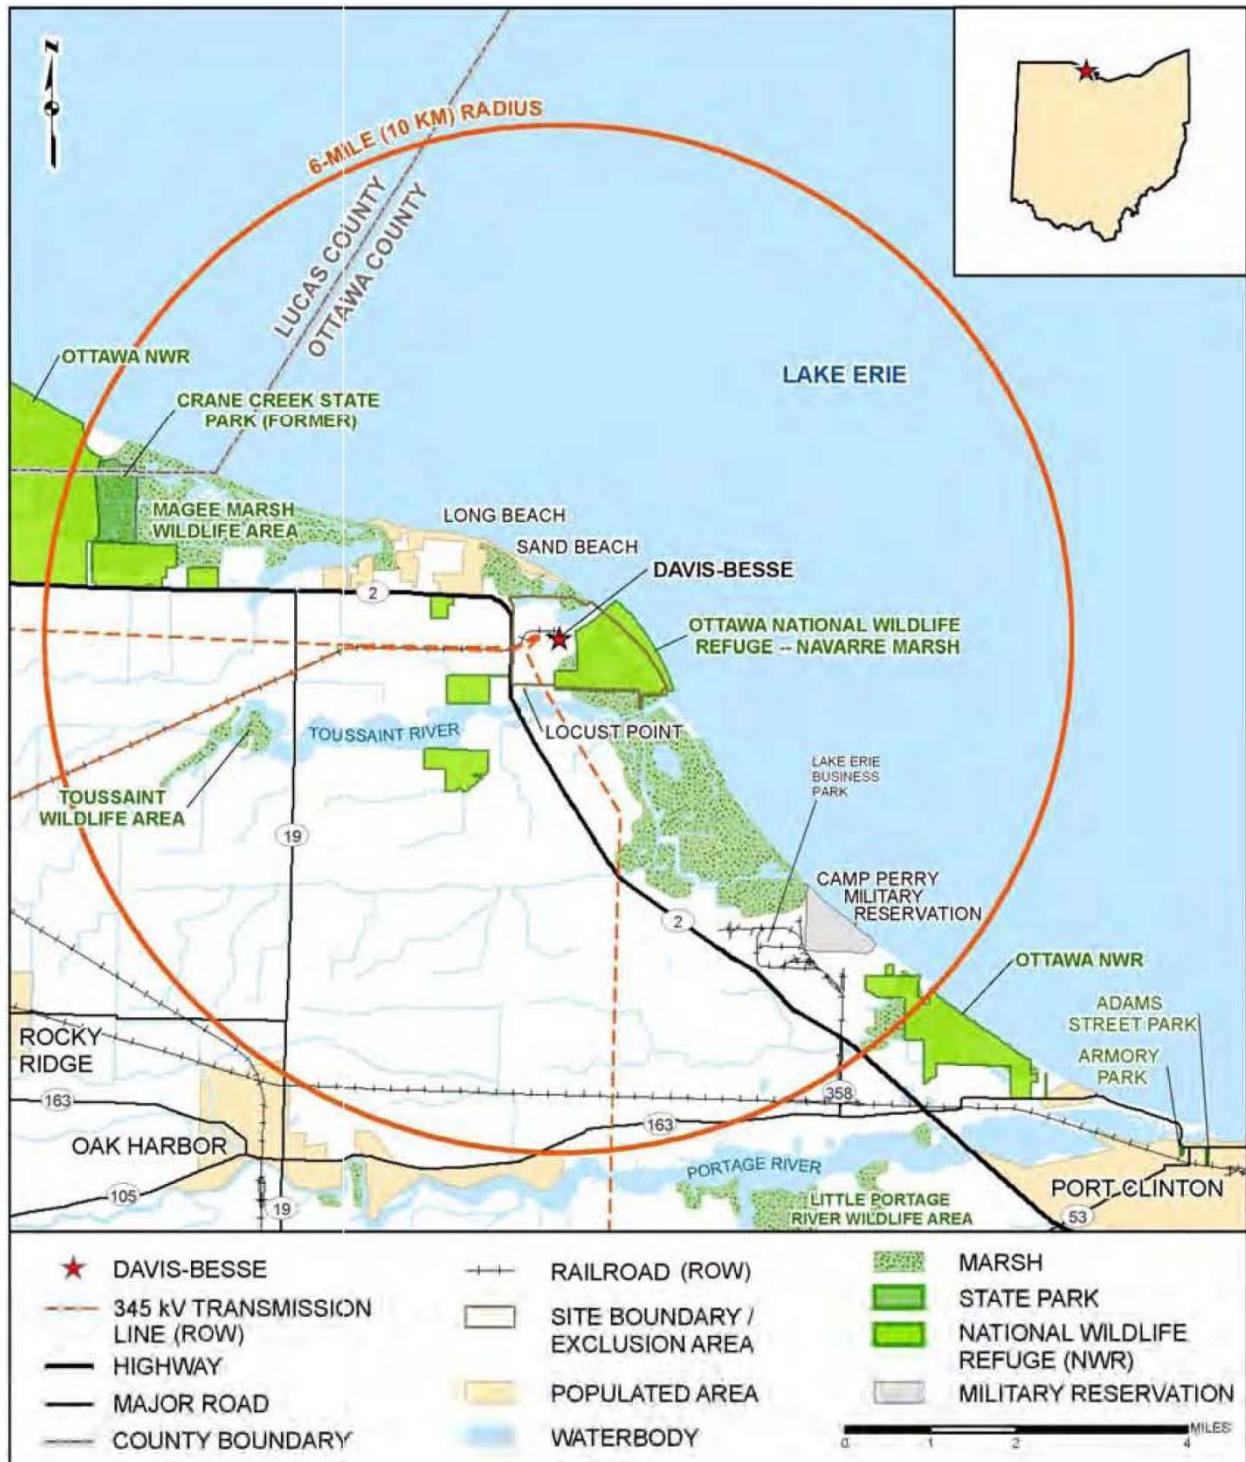 N
6-MILE (10 KM) RADIUS
LUCAS COUNTY
OTTAWA COUNTY
OTTAWA NWR
CRANE CREEK STATE
PARK (FORMER)
LAKE ERIE
MAGEE MARSH
WILDLIFE AREA
LONG BEACH
SAND BEACH
DAVIS-BESSE
2
OTTAWA NATIONAL WILDLIFE
REFUGE -- NAVARRE MARSH
LOCUST POINT
TOUSSAINT RIVER
LAKE ERIE
BUSINESS
PARK
TOUSSAINT
WILDLIFE AREA
19
CAMP PERRY
MILITARY
RESERVATION
2
OTTAWA NWR
ADAMS
STREET PARK
ROCKY
RIDGE
ARMORY
PARK
163
358
163
OAK HARBOR
PORTAGE RIVER
105
19
LITTLE PORTAGE
RIVER WILDLIFE AREA
PORT CLINTON
53
DAVIS-BESSE
345 kV TRANSMISSION
LINE (ROW)
HIGHWAY
MAJOR ROAD
COUNTY BOUNDARY
RAILROAD (ROW)
SITE BOUNDARY /
EXCLUSION AREA
POPULATED AREA
WATERBODY
MARSH
STATE PARK
NATIONAL WILDLIFE
REFUGE (NWR)
MILITARY RESERVATION
MILES
0 1 2 4